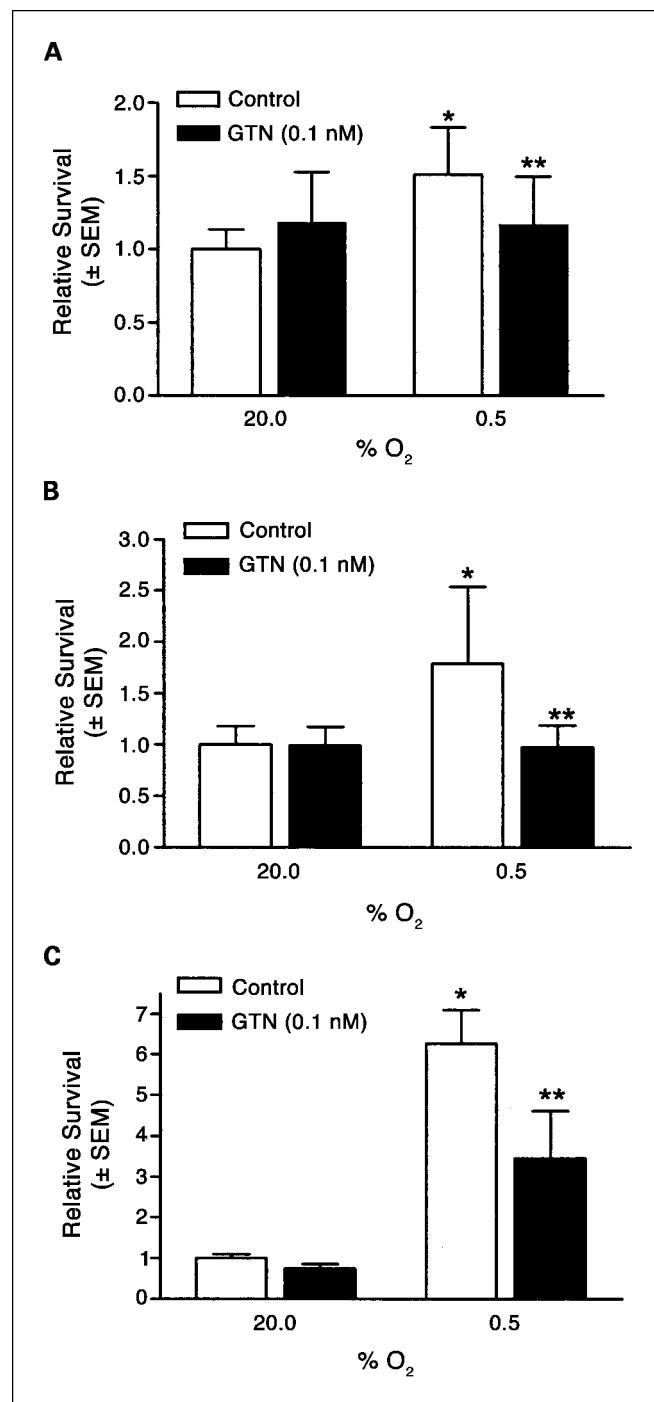 A
Control
GTN (0.1 nM)
Relative Survival
(± SEM)
2.0
1.5
1.0
0.5
0.0
*
**
20.0
0.5
% O₂
B
Control
GTN (0.1 nM)
Relative Survival
(± SEM)
3.0
2.5
2.0
1.5
1.0
0.5
0.0
*
**
20.0
0.5
% O₂
C
Control
GTN (0.1 nM)
Relative Survival
(± SEM)
7
6
5
4
3
2
1
0
*
**
20.0
0.5
% O₂